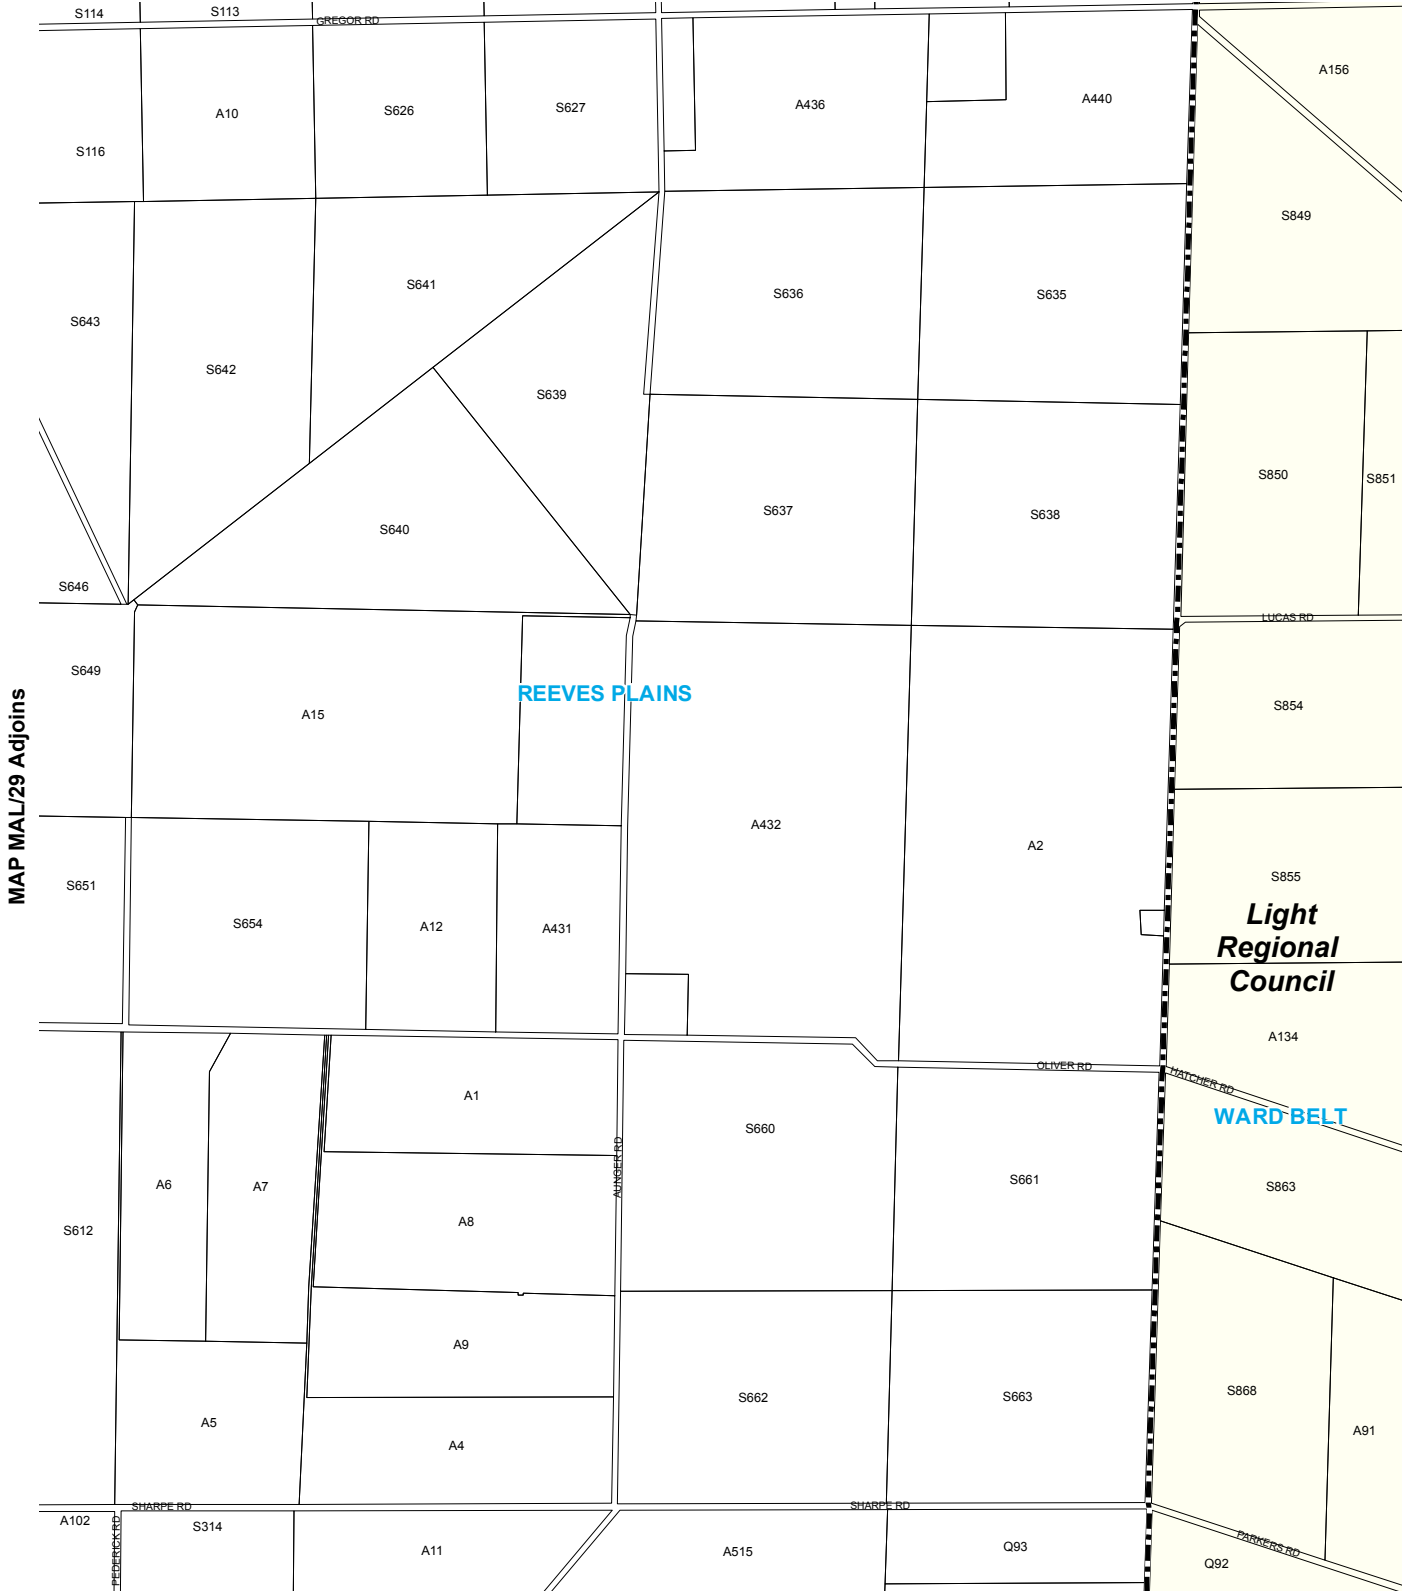 S114
S113
GREGOR RD
A156
A10
S626
S627
A436
A440
S116
S849
S641
S636
S635
S643
S642
S639
S850
S851
S637
S638
S640
S646
LUCAS RD
S649
REEVES PLAINS
A15
S854
MAP MAL/29 Adjoins
A432
A2
S651
S855
S654
A12
A431
Light
Regional
Council
A134
OLIVER RD
HATCHER RD
A1
WARD BELT
S660
AUNGER RD
A6
A7
S661
S863
A8
S612
A9
S662
S663
S868
A5
A4
A91
SHARPE RD
SHARPE RD
A102
S314
PEDERICK RD
A11
A515
Q93
PARKERS RD
Q92